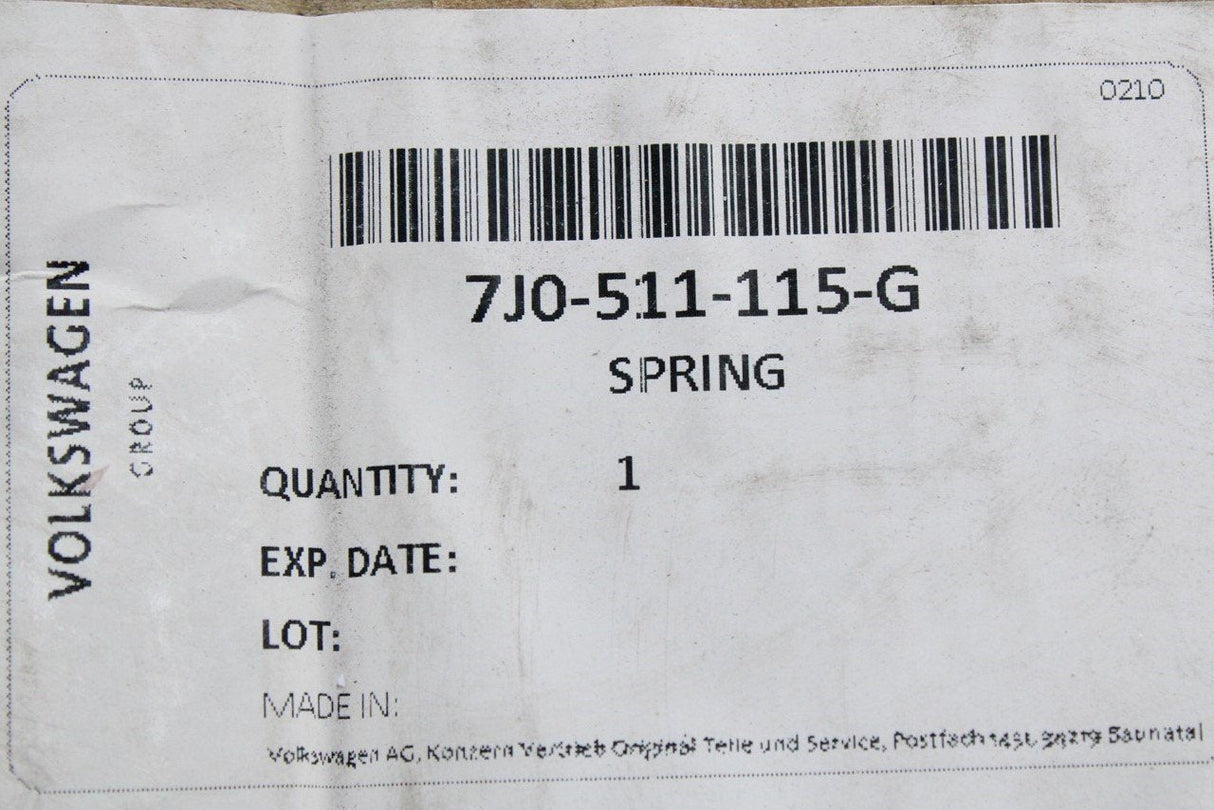 0210
7J0-511-115-G
SPRING
VOLKSWAGEN
GROUP
QUANTITY: 1
EXP. DATE:
LOT:
MADE IN:
Volkswagen AG, Konzern Vertrieb Original Teile und Service, Postfach Baunatal